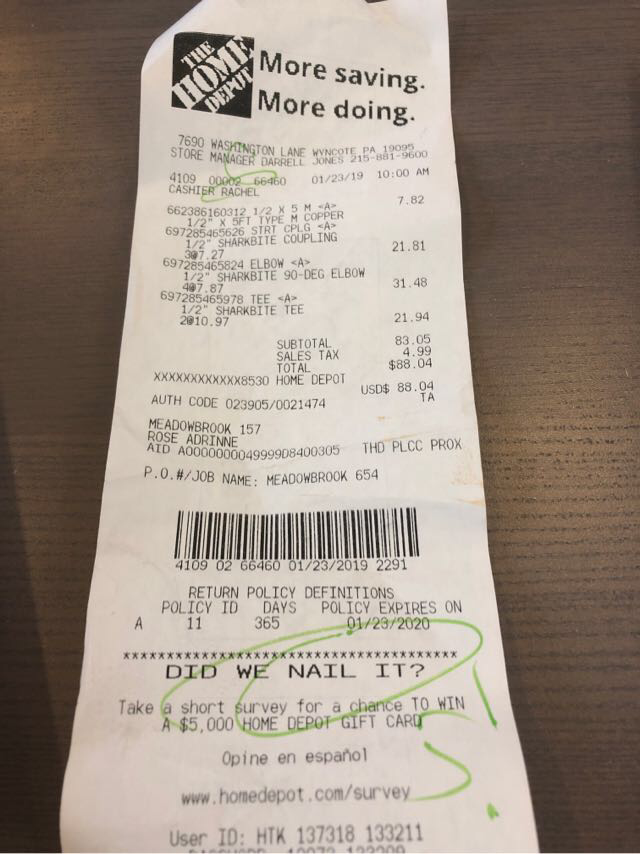 THE
HOME
DEPOT
More saving.
More doing.
7690 WASHINGTON LANE WYNCOTE PA 19095
STORE MANAGER DARRELL JONES 215-881-9600
4109 00002 66460 01/23/19 10:00 AM
CASHIER RACHEL
662386160312 1/2 X 5 M <A> 7.82
1/2" X 5FT TYPE M COPPER
697285465626 STRT CPLG <A>
1/2" SHARKBITE COUPLING
3@7.27 21.81
697285465824 ELBOW <A>
1/2" SHARKBITE 90-DEG ELBOW
4@7.87 31.48
697285465978 TEE <A>
1/2" SHARKBITE TEE
2@10.97 21.94
SUBTOTAL 83.05
SALES TAX 4.99
TOTAL $88.04
XXXXXXXXXXXX8530 HOME DEPOT
USD$ 88.04
AUTH CODE 023905/0021474 TA
MEADOWBROOK 157
ROSE ADRINNE
AID A0000000049999D8400305 THD PLCC PROX
P.O.#/JOB NAME: MEADOWBROOK 654
4109 02 66460 01/23/2019 2291
RETURN POLICY DEFINITIONS
POLICY ID DAYS POLICY EXPIRES ON
A 11 365 01/23/2020
DID WE NAIL IT?
Take a short survey for a chance TO WIN
A $5,000 HOME DEPOT GIFT CARD
Opine en español
www.homedepot.com/survey
User ID: HTK 137318 133211